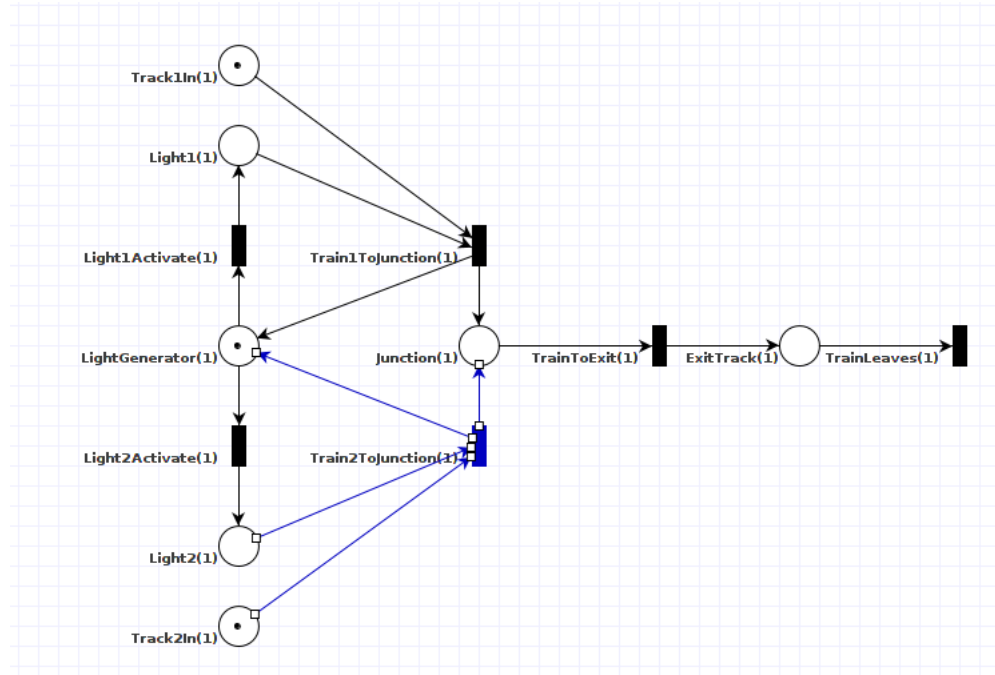 Track1In(1)
Light1(1)
Light1Activate(1)
Train1ToJunction(1)
LightGenerator(1)
Junction(1)
TrainToExit(1)
ExitTrack(1)
TrainLeaves(1)
Light2Activate(1)
Train2ToJunction(1)
Light2(1)
Track2In(1)